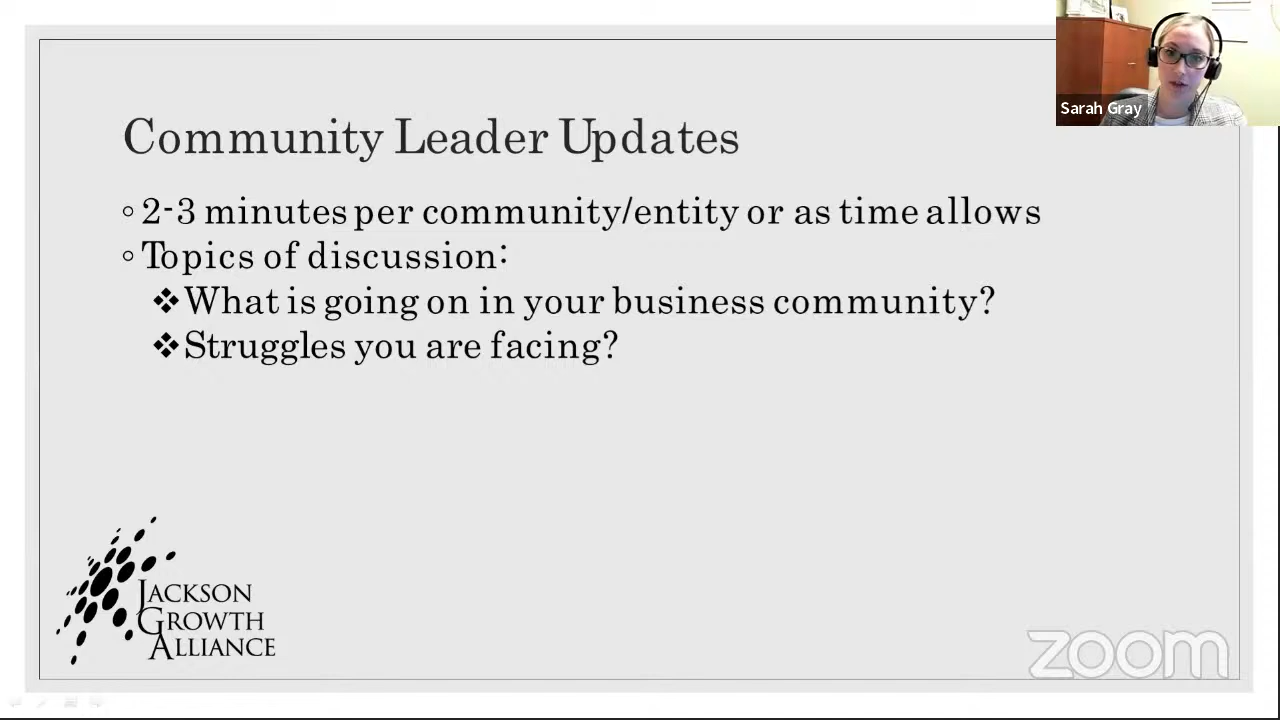 Sarah Gray
Community Leader Updates
◦ 2-3 minutes per community/entity or as time allows
◦ Topics of discussion:
❖ What is going on in your business community?
❖ Struggles you are facing?
JACKSON
GROWTH
ALLIANCE
zoom